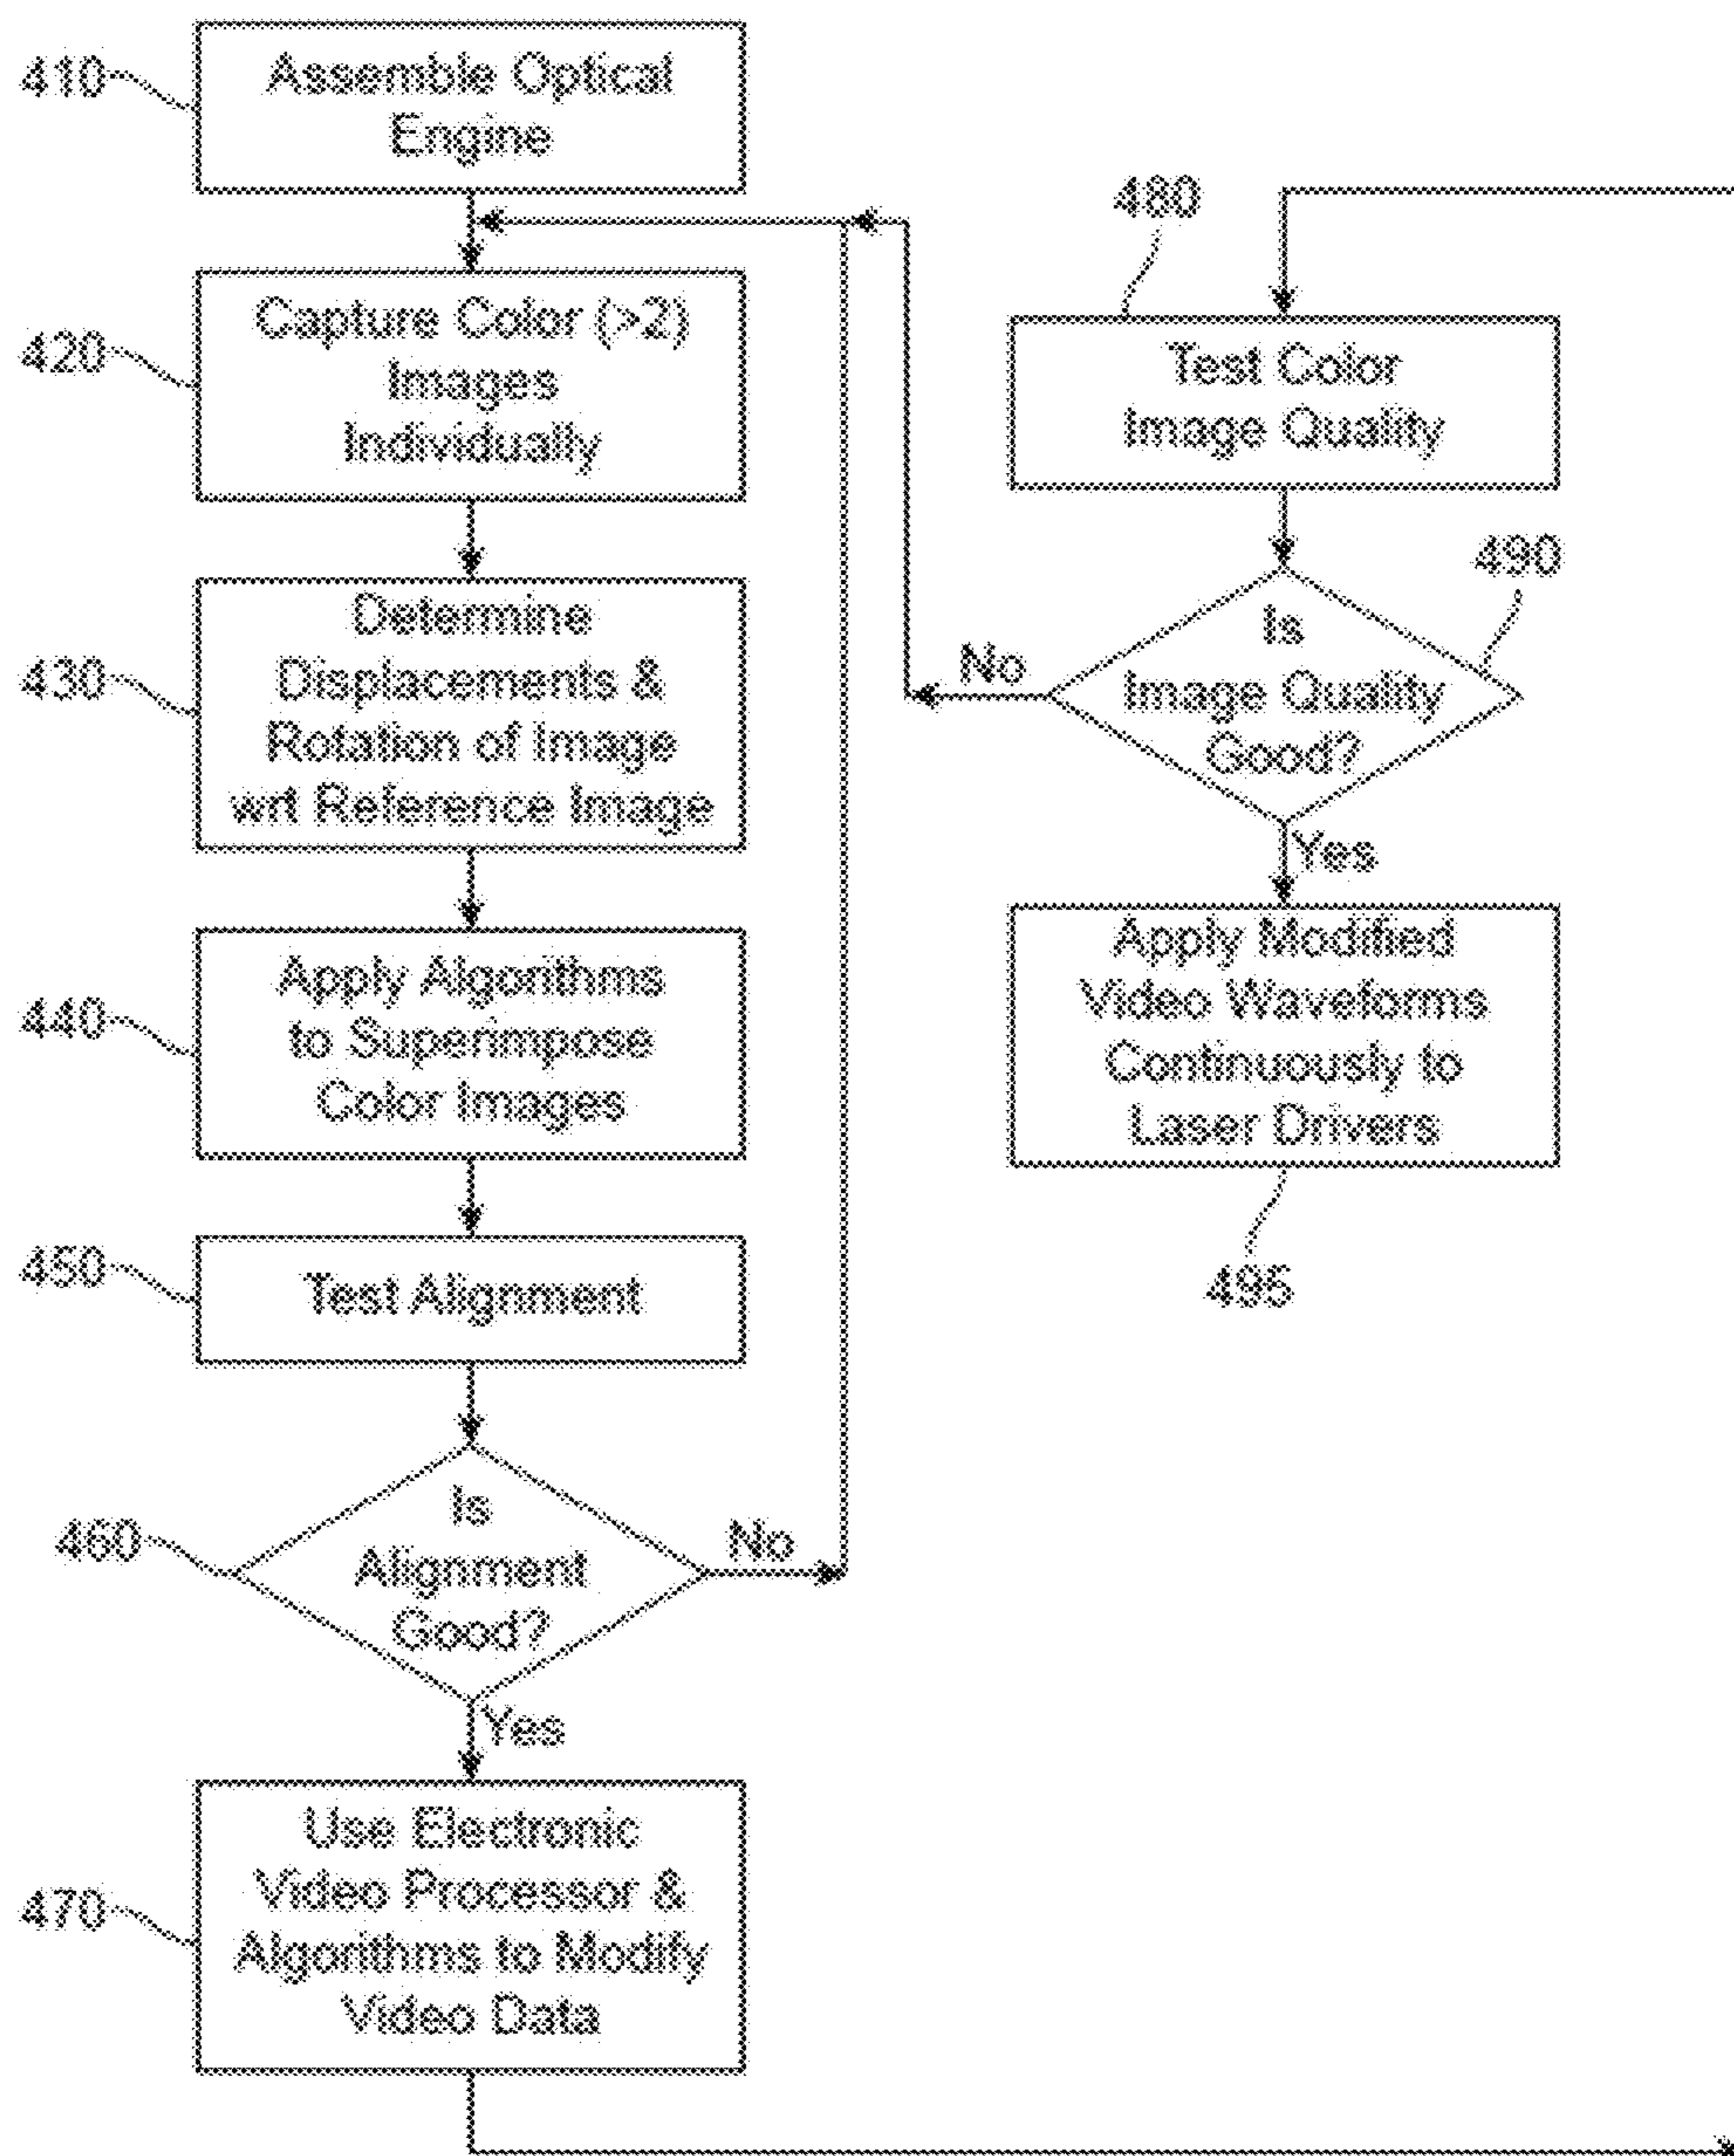 410
Assemble Optical
Engine
420
Capture Color (>2)
Images
Individually
430
Determine
Displacements &
Rotation of Image
wrt Reference Image
440
Apply Algorithms
to Superimpose
Color Images
450
Test Alignment
460
Is
Alignment
Good?
No
Yes
470
Use Electronic
Video Processor &
Algorithms to Modify
Video Data
480
Test Color
Image Quality
490
Is
Image Quality
Good?
No
Yes
Apply Modified
Video Waveforms
Continuously to
Laser Drivers
495